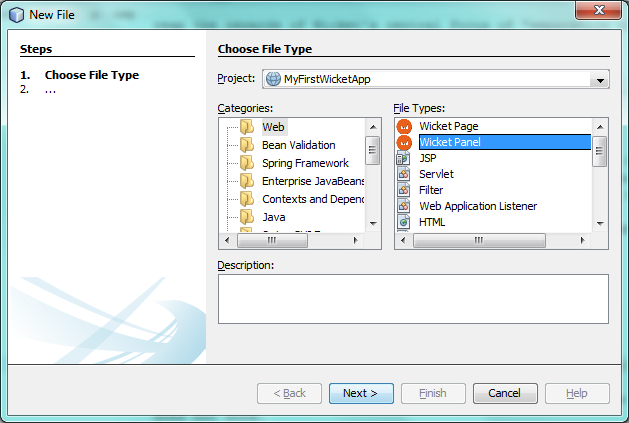 New File
Steps
1. Choose File Type
2. ...
Choose File Type
Project: MyFirstWicketApp
Categories:
Web
Bean Validation
Spring Framework
Enterprise JavaBeans
Contexts and Depend
Java
File Types:
Wicket Page
Wicket Panel
JSP
Servlet
Filter
Web Application Listener
HTML
Description:
< Back
Next >
Finish
Cancel
Help